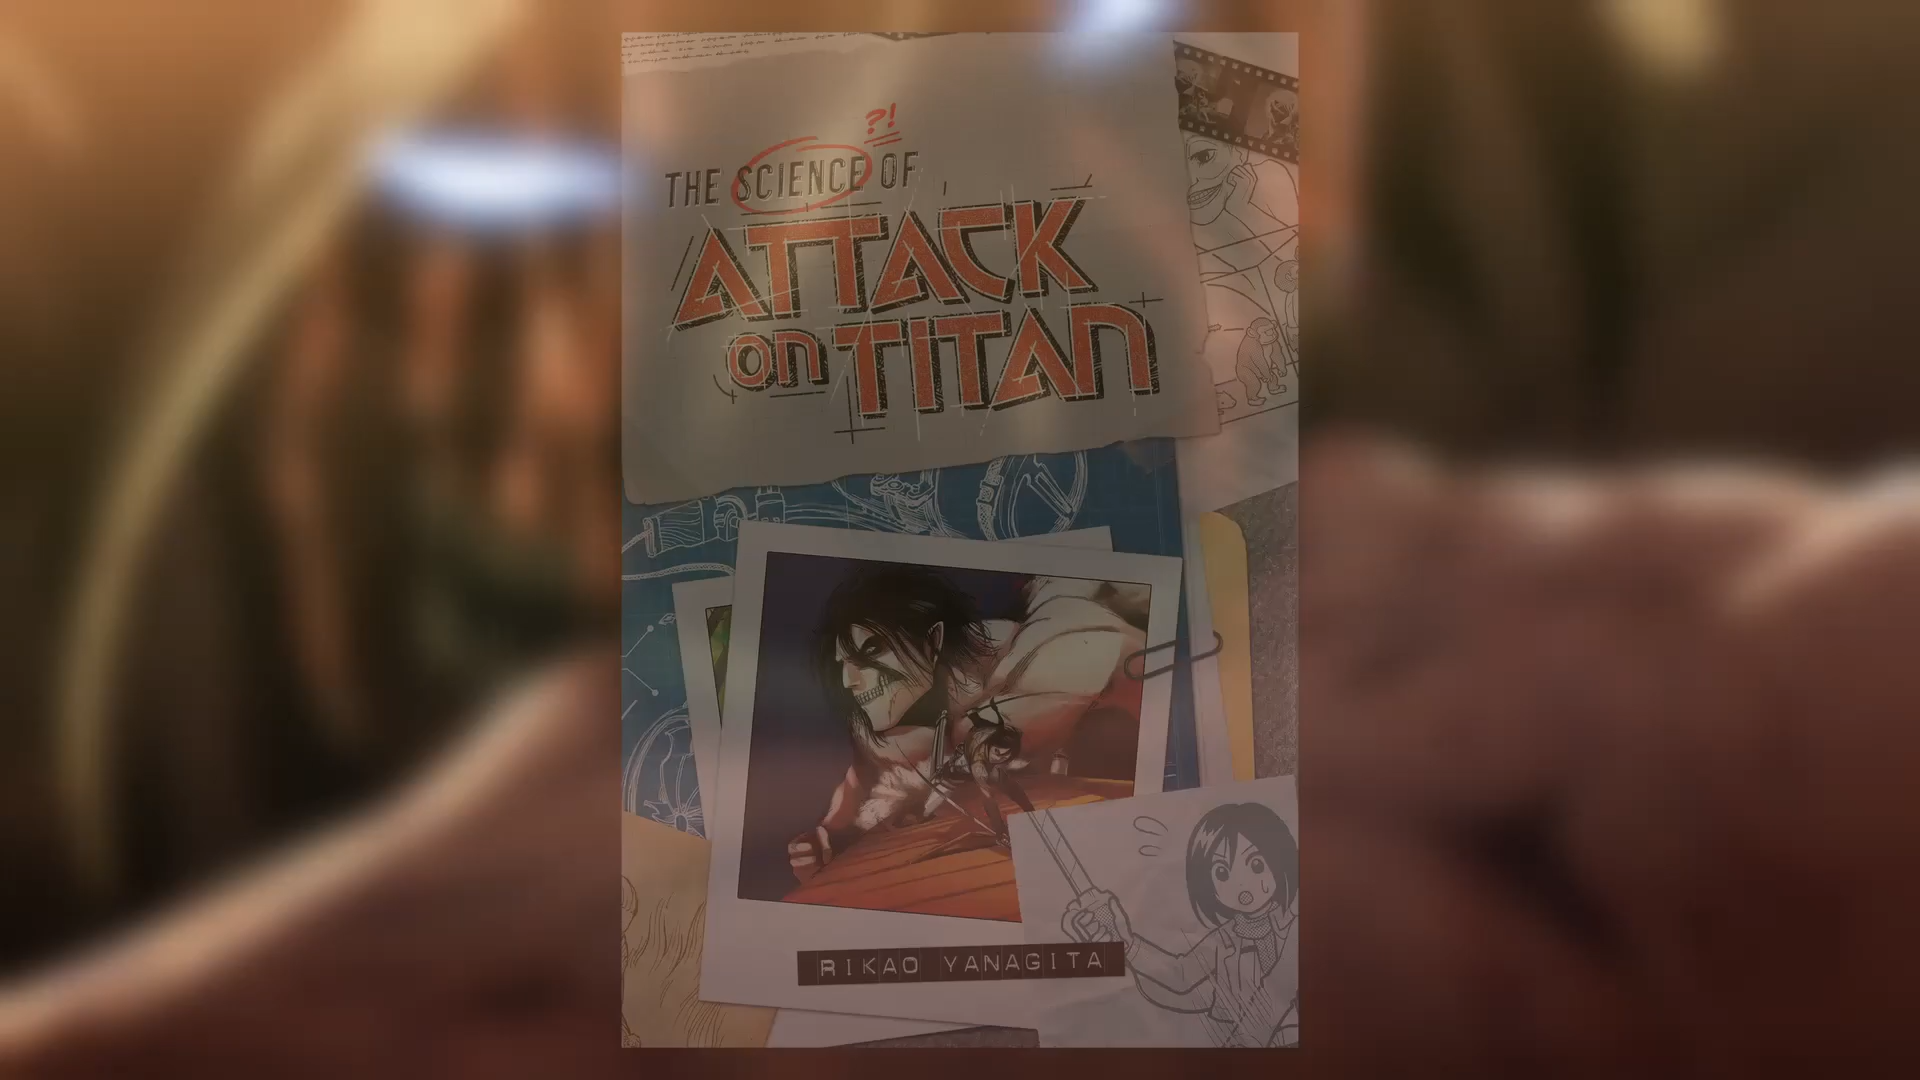 ?!
THE SCIENCE OF
ATTACK
on TITAN
RIKAO YANAGITA